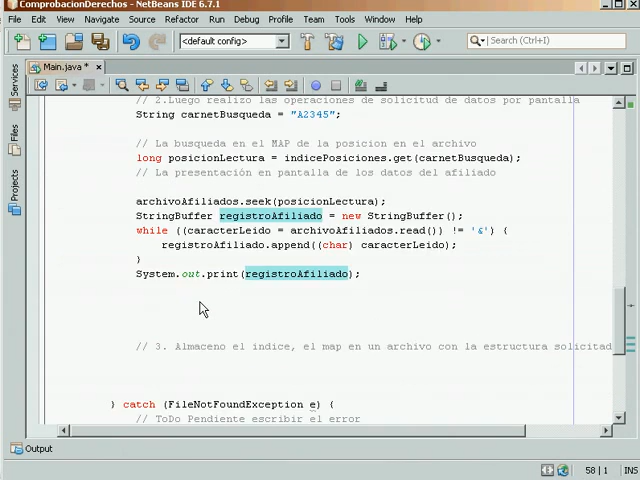 ComprobacionDerechos - NetBeans IDE 6.7.1
File Edit View Navigate Source Refactor Run Debug Profile Team Tools Window Help
<default config> Search (Ctrl+I)
Main.java *
Services
Files
Projects
// 2.Luego realizo las operaciones de solicitud de datos por pantalla
String carnetBusqueda = "A2345";
// La busqueda en el MAP de la posicion en el archivo
long posicionLectura = indicePosiciones.get(carnetBusqueda);
// La presentación en pantalla de los datos del afiliado
archivoAfiliados.seek(posicionLectura);
StringBuffer registroAfiliado = new StringBuffer();
while ((caracterLeido = archivoAfiliados.read()) != '&') {
registroAfiliado.append((char) caracterLeido);
}
System.out.print(registroAfiliado);
// 3. Almaceno el indice, el map en un archivo con la estructura solicitad
} catch (FileNotFoundException e) {
// ToDo Pendiente escribir el error
Output
58 | 1 INS